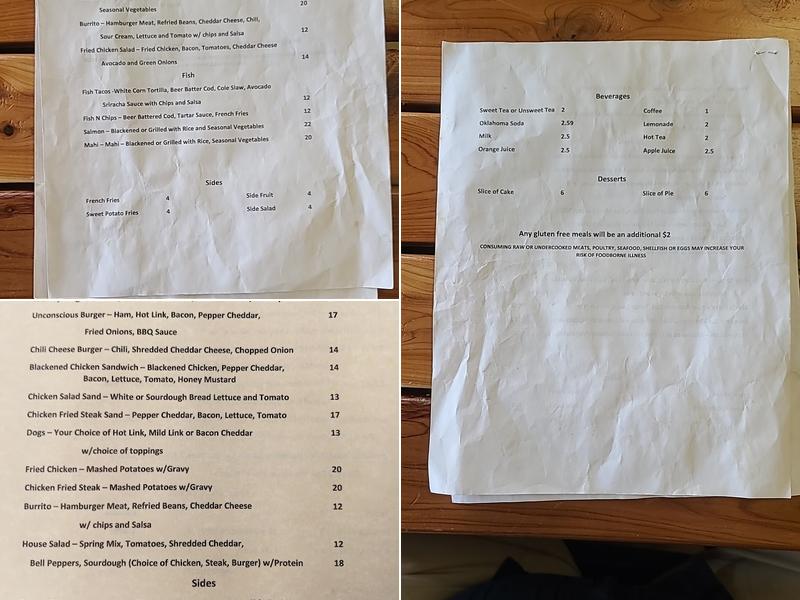 Seasonal Vegetables 20
Burrito – Hamburger Meat, Refried Beans, Cheddar Cheese, Chili,
Sour Cream, Lettuce and Tomato w/ chips and Salsa 12
Fried Chicken Salad – Fried Chicken, Bacon, Tomatoes, Cheddar Cheese
Avocado and Green Onions 14
Fish
Fish Tacos -White Corn Tortilla, Beer Batter Cod, Cole Slaw, Avocado
Sriracha Sauce with Chips and Salsa 12
Fish N Chips – Beer Battered Cod, Tartar Sauce, French Fries 12
Salmon – Blackened or Grilled with Rice and Seasonal Vegetables 22
Mahi – Mahi – Blackened or Grilled with Rice, Seasonal Vegetables 20
Sides
French Fries 4 Side Fruit 4
Sweet Potato Fries 4 Side Salad 4
Unconscious Burger – Ham, Hot Link, Bacon, Pepper Cheddar, 17
Fried Onions, BBQ Sauce
Chili Cheese Burger – Chili, Shredded Cheddar Cheese, Chopped Onion 14
Blackened Chicken Sandwich – Blackened Chicken, Pepper Cheddar, 14
Bacon, Lettuce, Tomato, Honey Mustard
Chicken Salad Sand – White or Sourdough Bread Lettuce and Tomato 13
Chicken Fried Steak Sand – Pepper Cheddar, Bacon, Lettuce, Tomato 17
Dogs – Your Choice of Hot Link, Mild Link or Bacon Cheddar 13
w/choice of toppings
Fried Chicken – Mashed Potatoes w/Gravy 20
Chicken Fried Steak – Mashed Potatoes w/Gravy 20
Burrito – Hamburger Meat, Refried Beans, Cheddar Cheese 12
w/ chips and Salsa
House Salad – Spring Mix, Tomatoes, Shredded Cheddar, 12
Bell Peppers, Sourdough (Choice of Chicken, Steak, Burger) w/Protein 18
Sides
Beverages
Sweet Tea or Unsweet Tea 2 Coffee 1
Oklahoma Soda 2.59 Lemonade 2
Milk 2.5 Hot Tea 2
Orange Juice 2.5 Apple Juice 2.5
Desserts
Slice of Cake 6 Slice of Pie 6
Any gluten free meals will be an additional $2
CONSUMING RAW OR UNDERCOOKED MEATS, POULTRY, SEAFOOD, SHELLFISH OR EGGS MAY INCREASE YOUR
RISK OF FOODBORNE ILLNESS